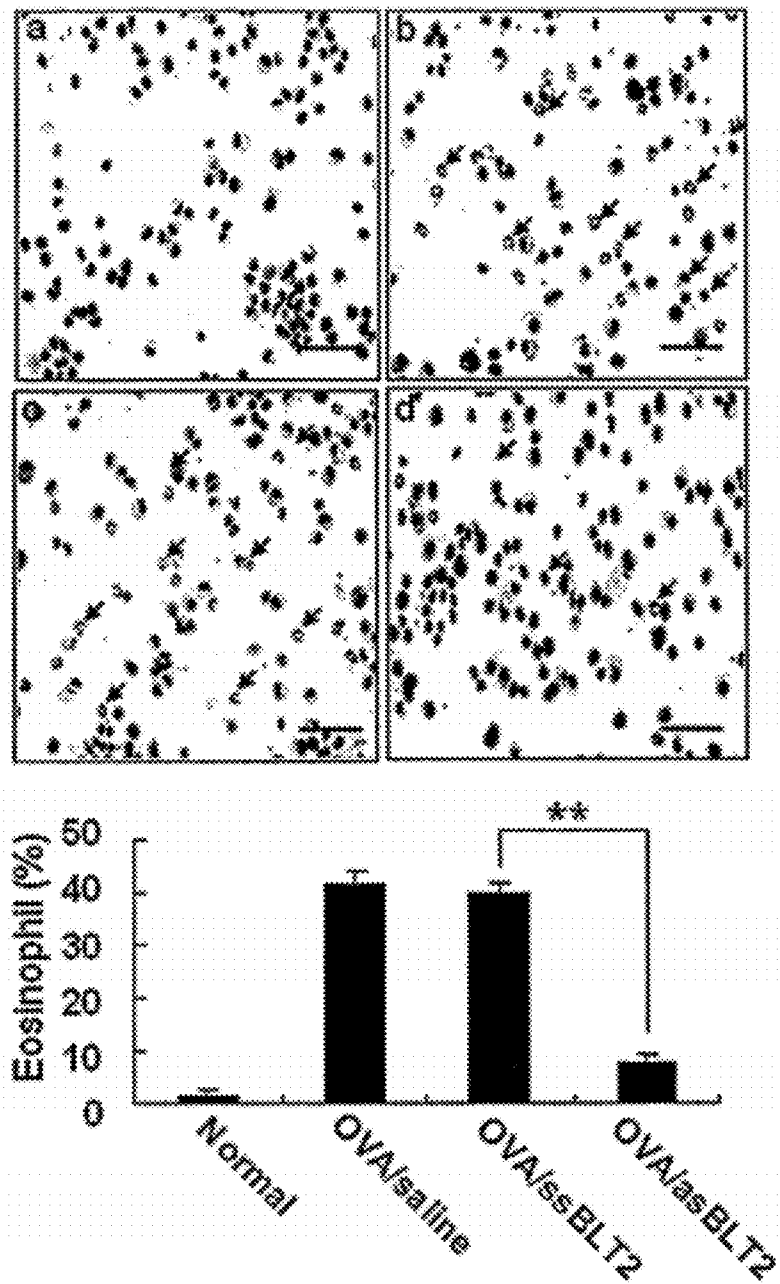 a
b
c
d
**
Eosinophil (%)
50
40
30
20
10
0
Normal
OVA/saline
OVA/ssBLT2
OVA/asBLT2